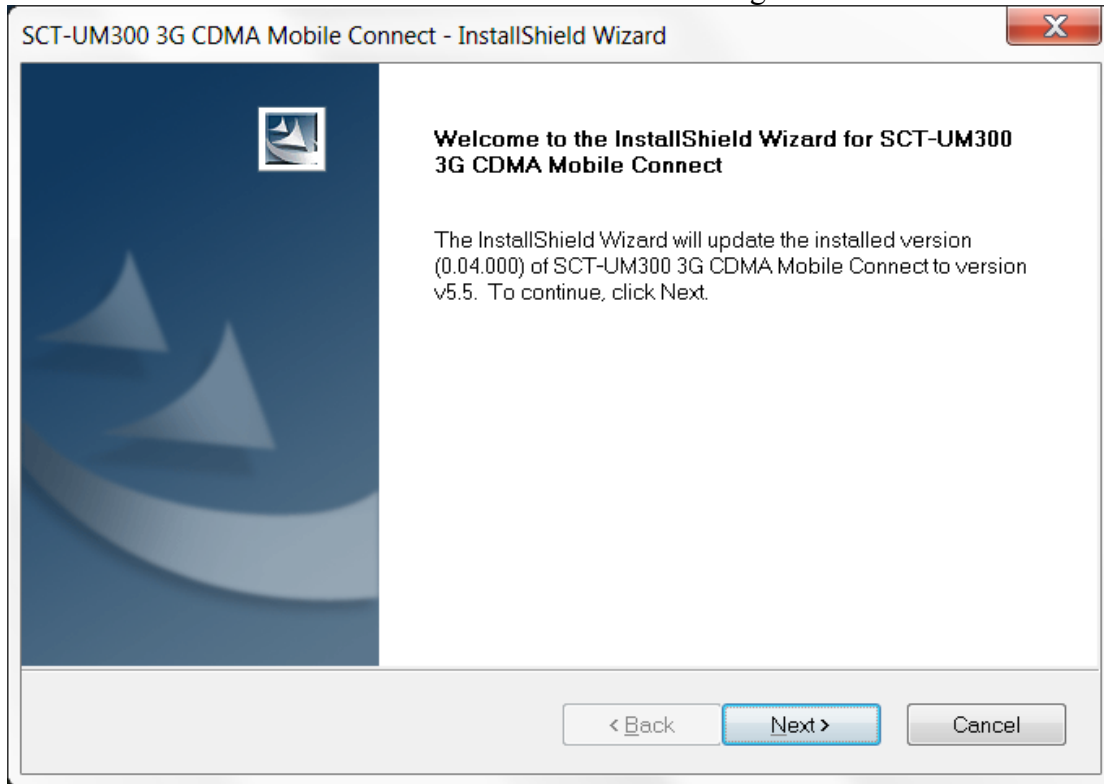 SCT-UM300 3G CDMA Mobile Connect - InstallShield Wizard
Welcome to the InstallShield Wizard for SCT-UM300
3G CDMA Mobile Connect
The InstallShield Wizard will update the installed version
(0.04.000) of SCT-UM300 3G CDMA Mobile Connect to version
v5.5. To continue, click Next.
< Back
Next >
Cancel